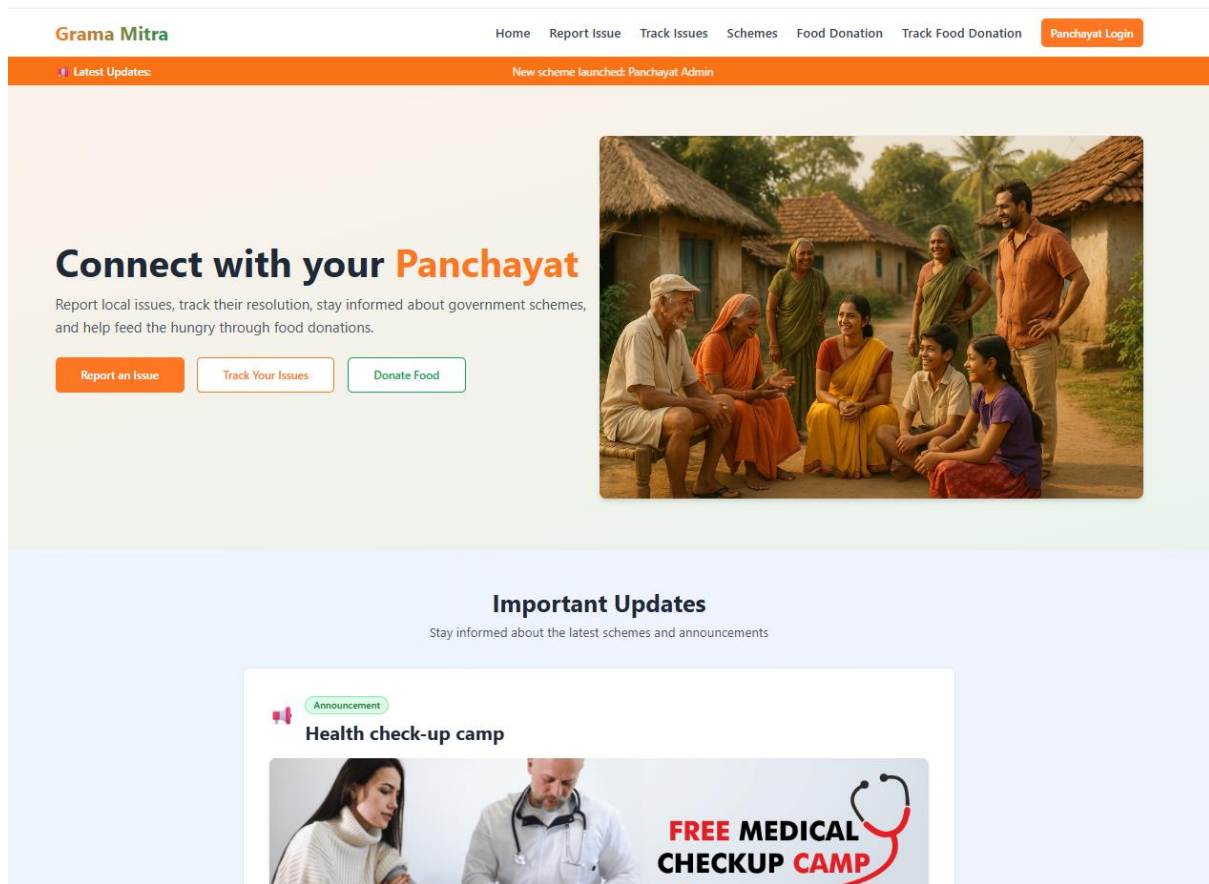 Grama Mitra
Home Report Issue Track Issues Schemes Food Donation Track Food Donation Panchayat Login
Latest Updates: New scheme launched: Panchayat Admin
Connect with your Panchayat
Report local issues, track their resolution, stay informed about government schemes,
and help feed the hungry through food donations.
Report an Issue Track Your Issues Donate Food
Important Updates
Stay informed about the latest schemes and announcements
Announcement
Health check-up camp
FREE MEDICAL
CHECKUP CAMP